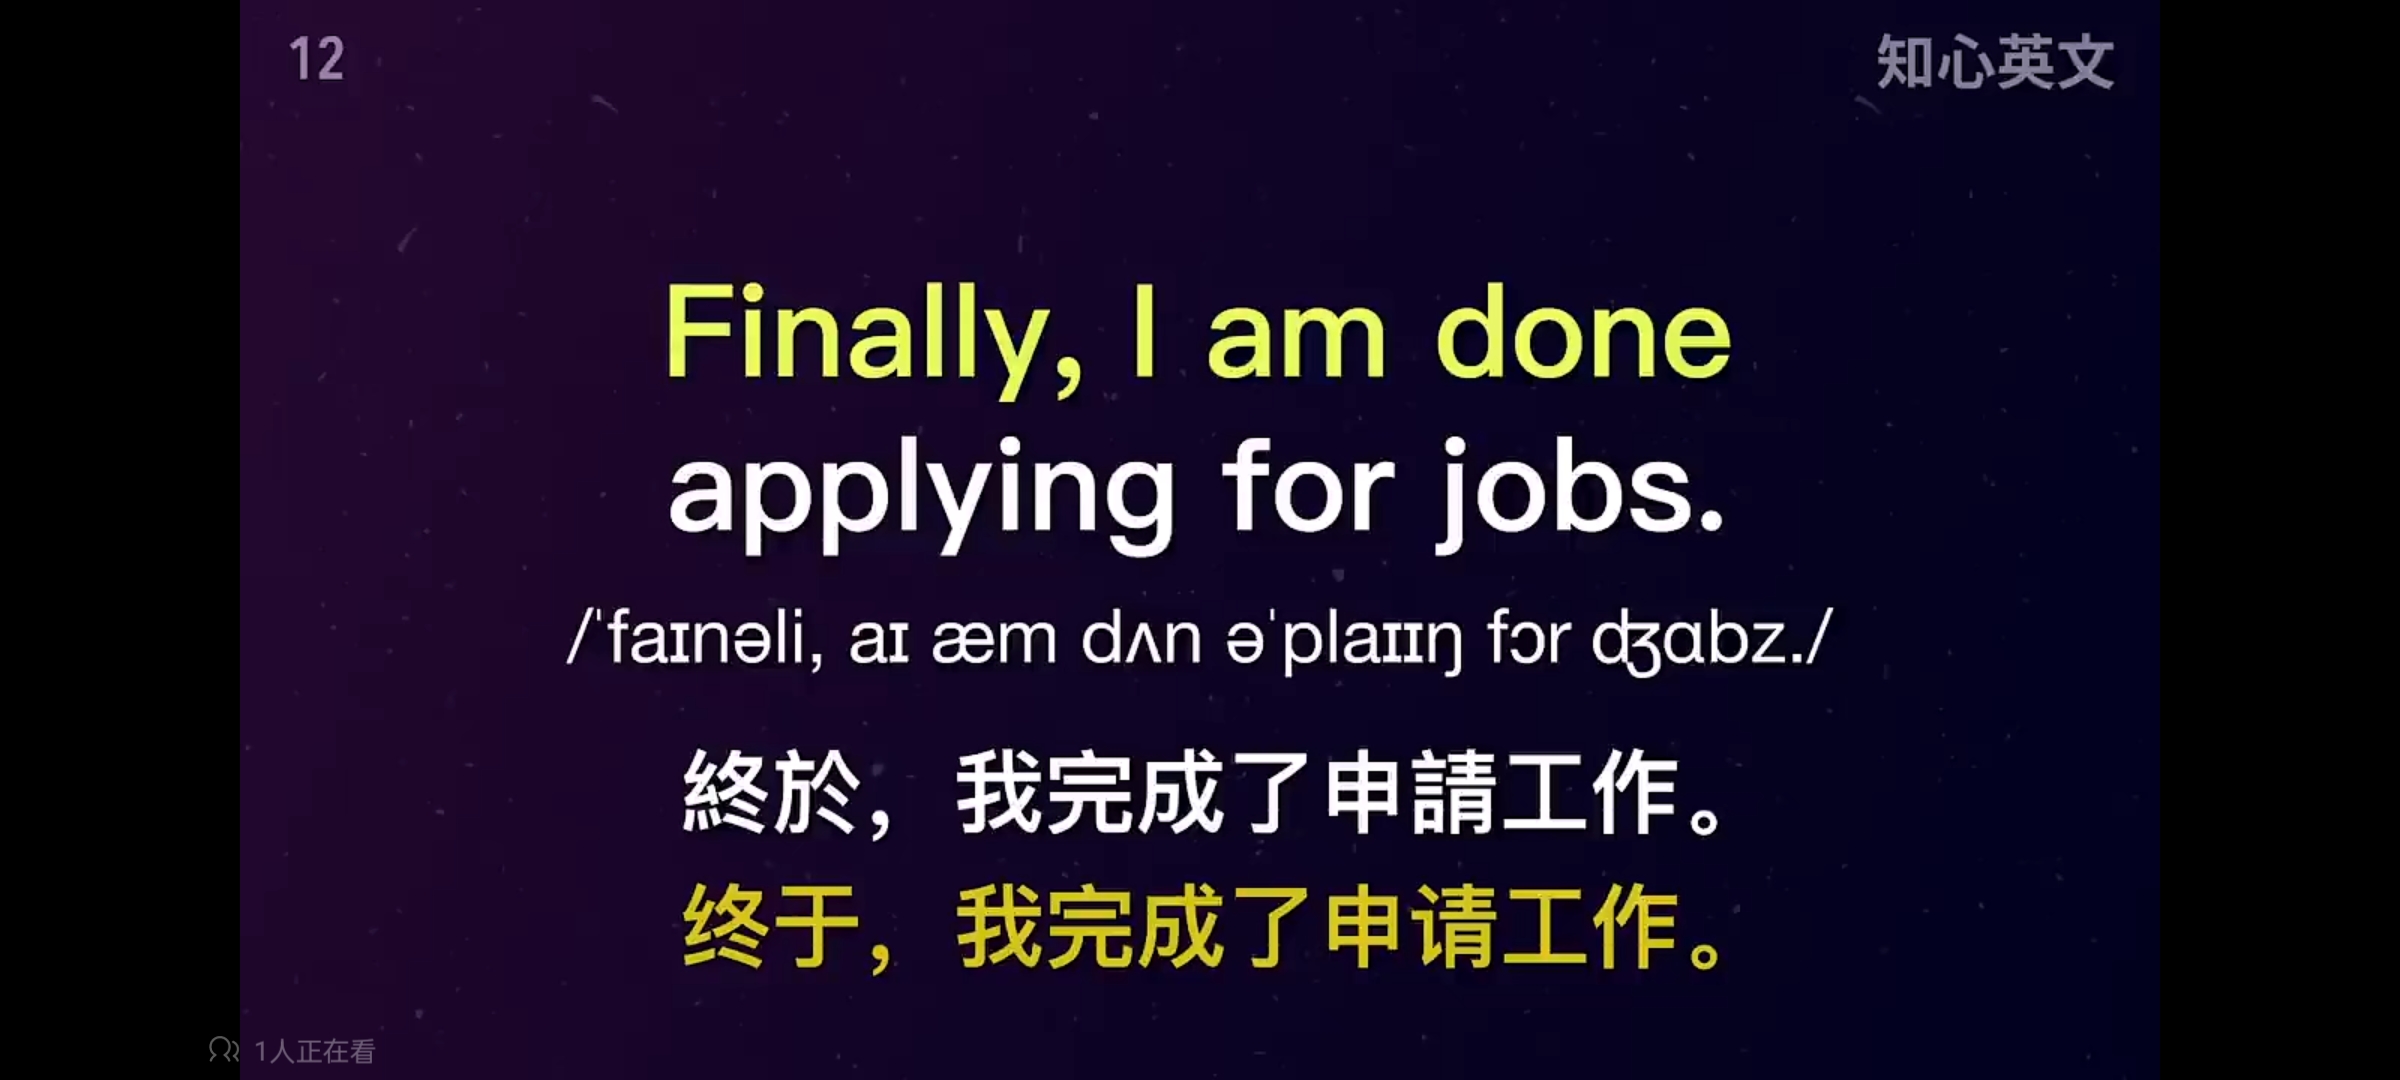 12
知心英文
Finally, I am done
applying for jobs.
/ˈfaɪnəli, aɪ æm dʌn əˈplaɪɪŋ fɔr ʤɑbz./
終於，我完成了申請工作。
终于，我完成了申请工作。
1人正在看